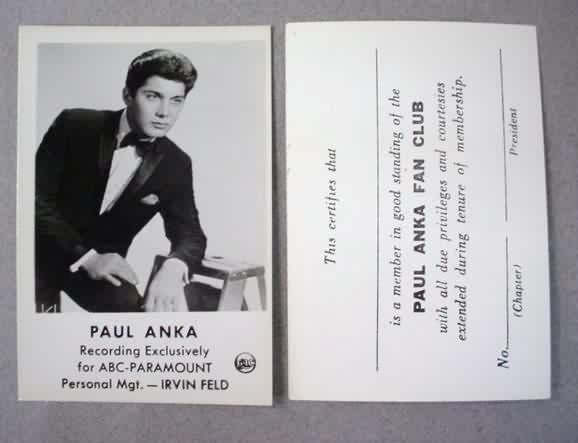 PAUL ANKA
Recording Exclusively
for ABC-PARAMOUNT
Personal Mgt. — IRVIN FELD
This certifies that
is a member in good standing of the
PAUL ANKA FAN CLUB
with all due privileges and courtesies
extended during tenure of membership.
No.
(Chapter)
President